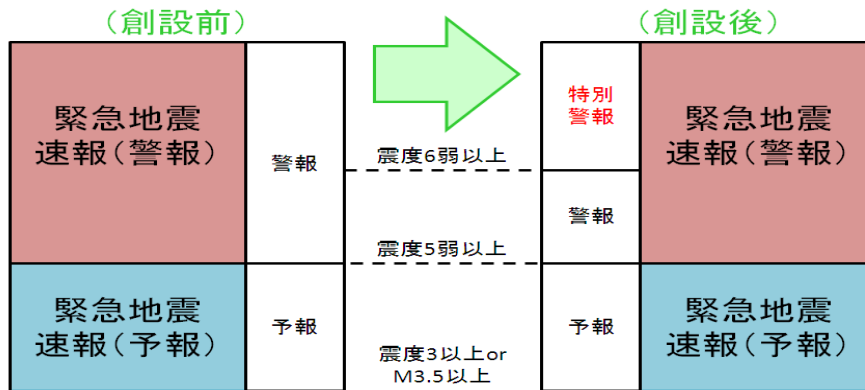 (創設前)
(創設後)
緊急地震
速報(警報)
警報
震度6弱以上
特別
警報
緊急地震
速報(警報)
警報
震度5弱以上
緊急地震
速報(予報)
予報
震度3以上or
M3.5以上
予報
緊急地震
速報(予報)